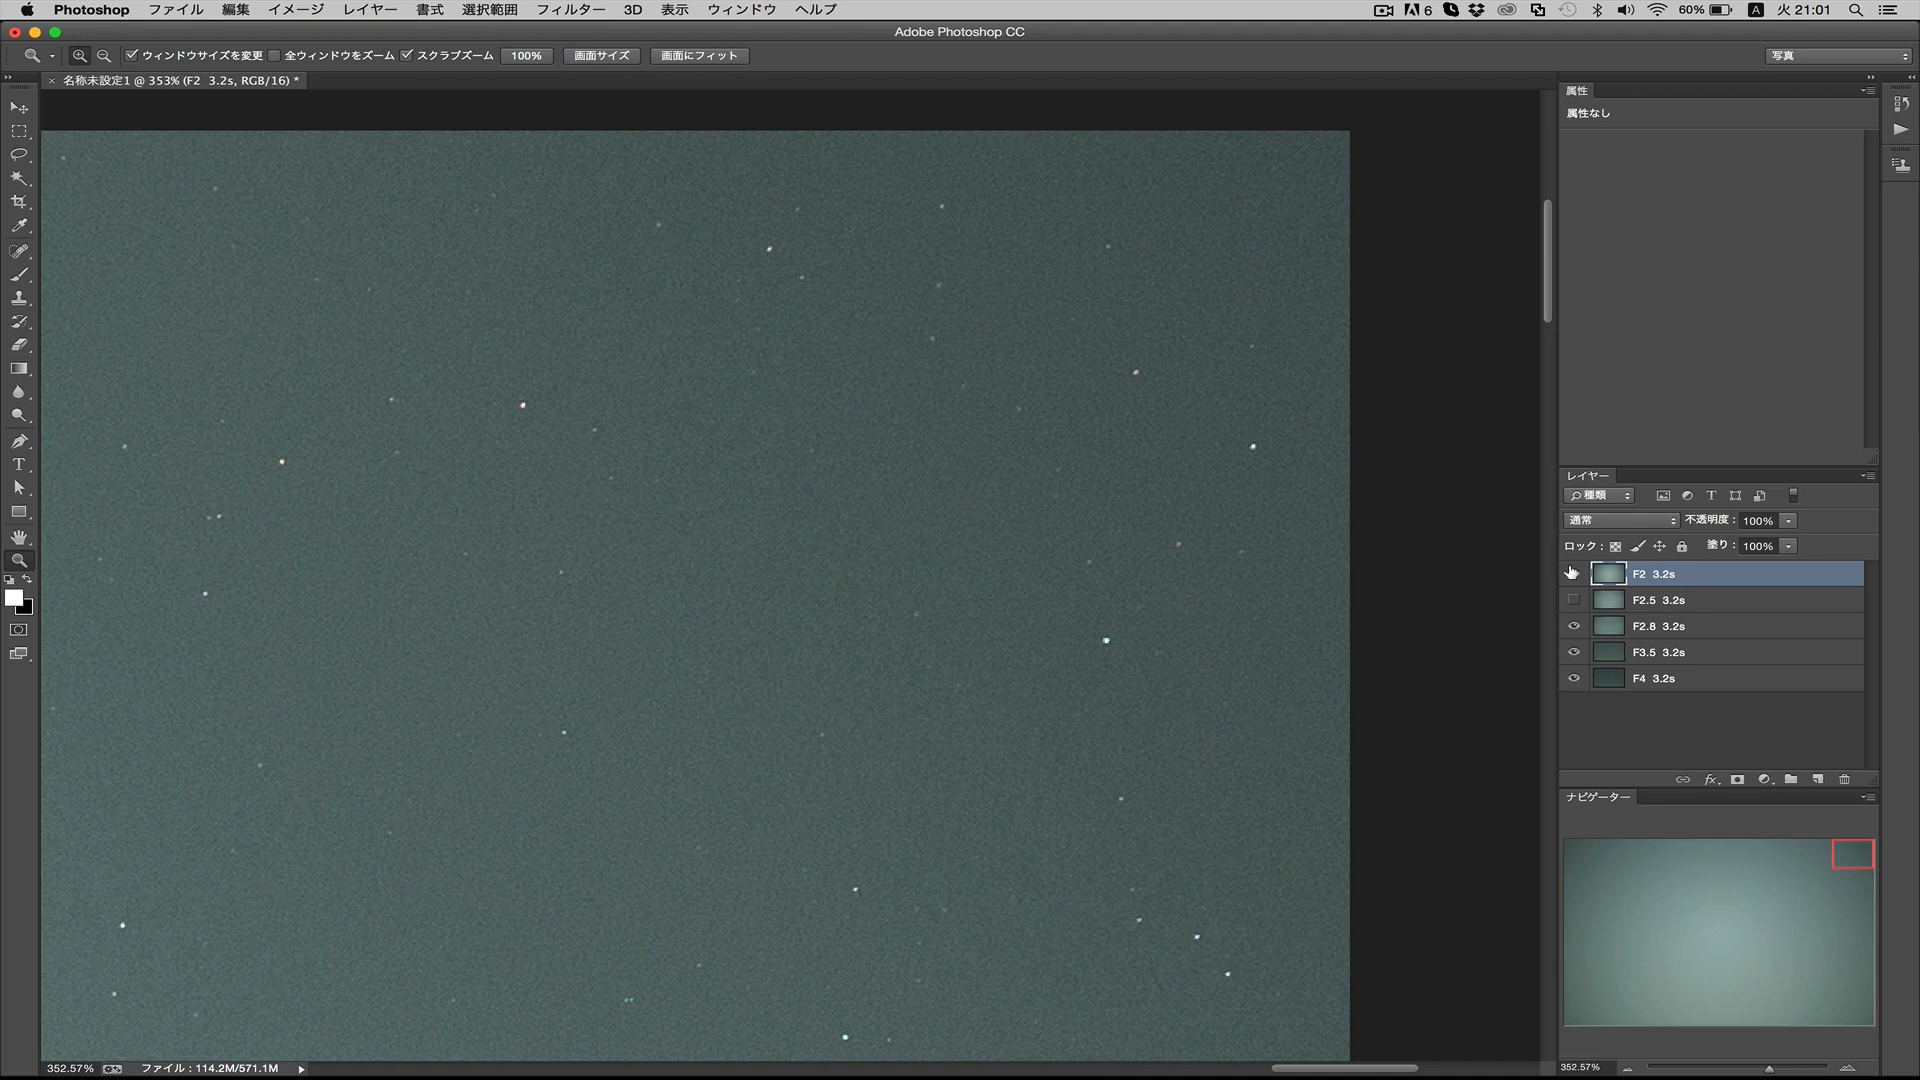 Photoshop ファイル 編集 イメージ レイヤー 書式 選択範囲 フィルター 3D 表示 ウィンドウ ヘルプ 6 60% A 火 21:01
Adobe Photoshop CC
ウィンドウサイズを変更 全ウィンドウをズーム スクラブズーム 100% 画面サイズ 画面にフィット 写真
名称未設定1 @ 353% (F2 3.2s, RGB/16) *
属性
属性なし
レイヤー
種類
通常 不透明度: 100%
ロック: 塗り: 100%
F2 3.2s
F2.5 3.2s
F2.8 3.2s
F3.5 3.2s
F4 3.2s
fx
ナビゲーター
352.57% ファイル : 114.2M/571.1M
352.57%